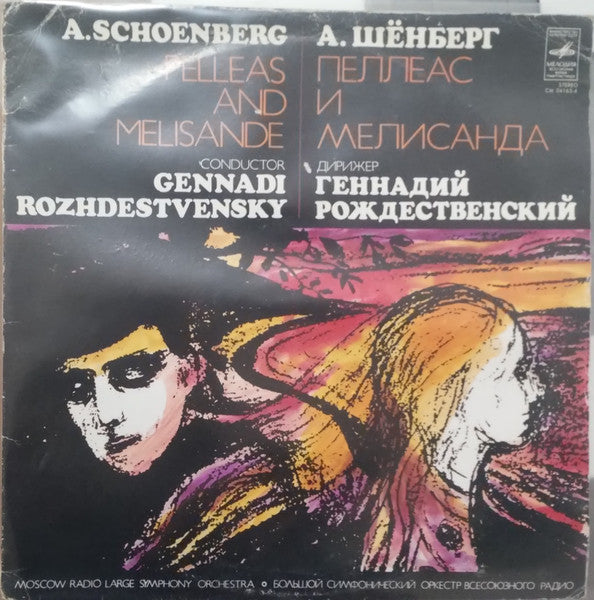 A.SCHOENBERG
PELLEAS
AND
MELISANDE
CONDUCTOR
GENNADI
ROZHDESTVENSKY
А. ШЁНБЕРГ
ПЕЛЛЕАС
И
МЕЛИСАНДА
ДИРИЖЕР
ГЕННАДИЙ
РОЖДЕСТВЕНСКИЙ
МЕЛОДИЯ
STEREO
MOSCOW RADIO LARGE SYMPHONY ORCHESTRA • БОЛЬШОЙ СИМФОНИЧЕСКИЙ ОРКЕСТР ВСЕСОЮЗНОГО РАДИО